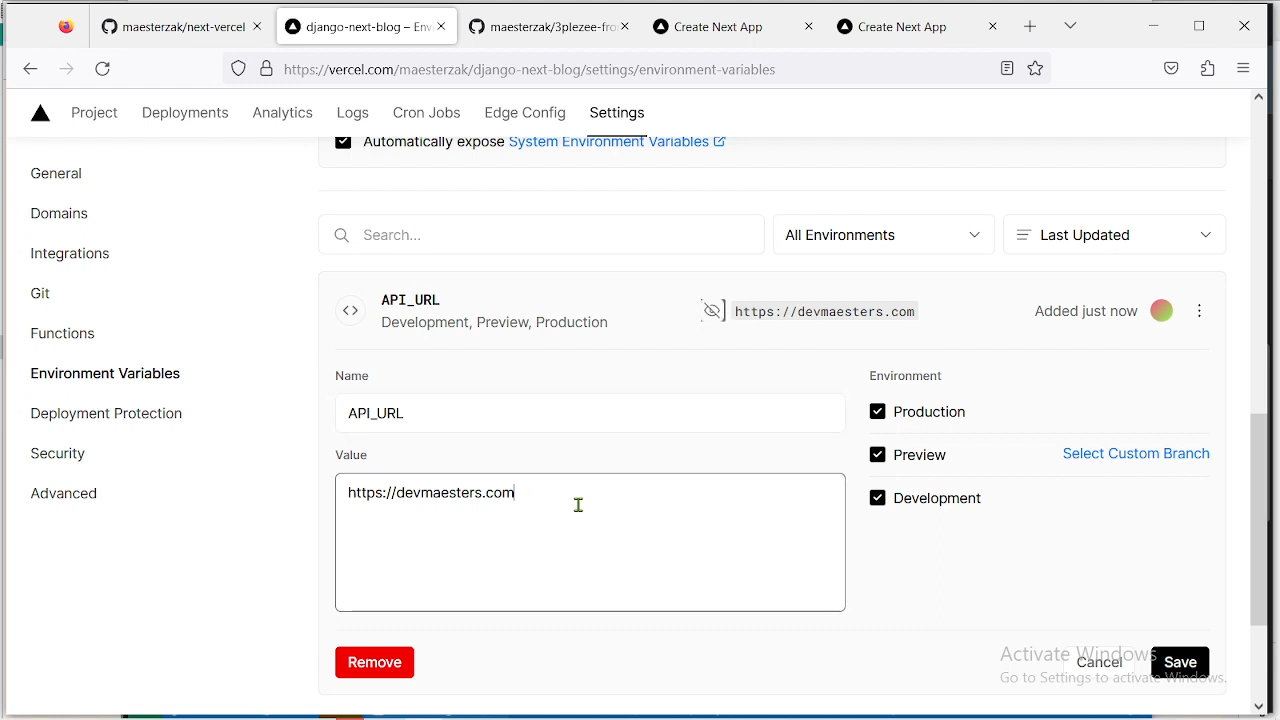 maesterzak/next-vercel
django-next-blog – Env
maesterzak/3plezee-fro
Create Next App
Create Next App
https://vercel.com/maesterzak/django-next-blog/settings/environment-variables
Project
Deployments
Analytics
Logs
Cron Jobs
Edge Config
Settings
Automatically expose System Environment Variables
General
Domains
Integrations
Git
Functions
Environment Variables
Deployment Protection
Security
Advanced
Search...
All Environments
Last Updated
API_URL
Development, Preview, Production
https://devmaesters.com
Added just now
Name
API_URL
Value
https://devmaesters.com
Environment
Production
Preview
Select Custom Branch
Development
Remove
Cancel
Save
Activate Windows
Go to Settings to activate Windows.